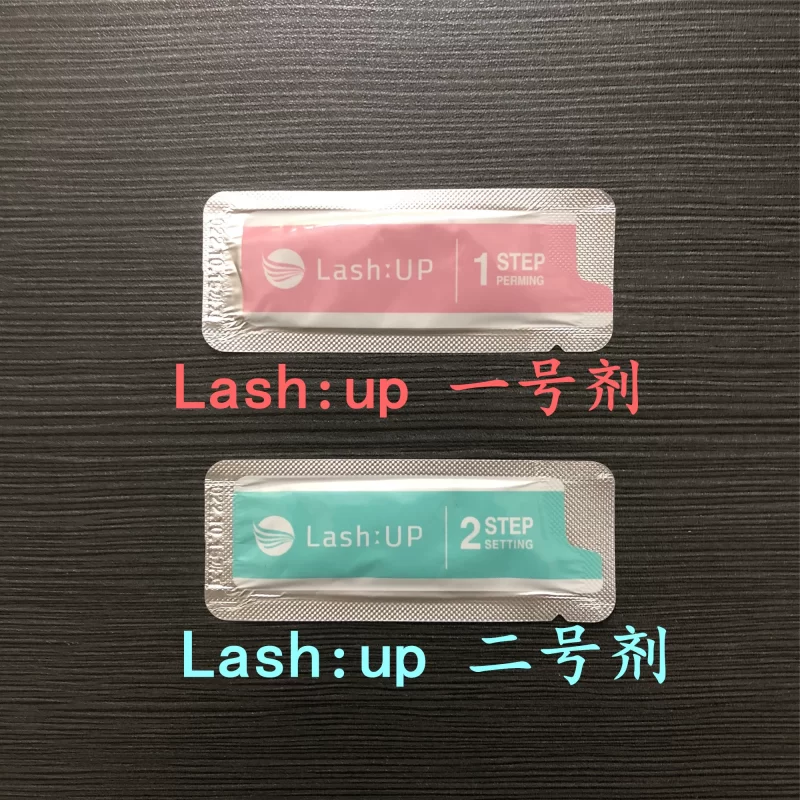 Lash:UP
1 STEP
PERMING
Lash:up 一号剂
Lash:UP
2 STEP
SETTING
Lash:up 二号剂